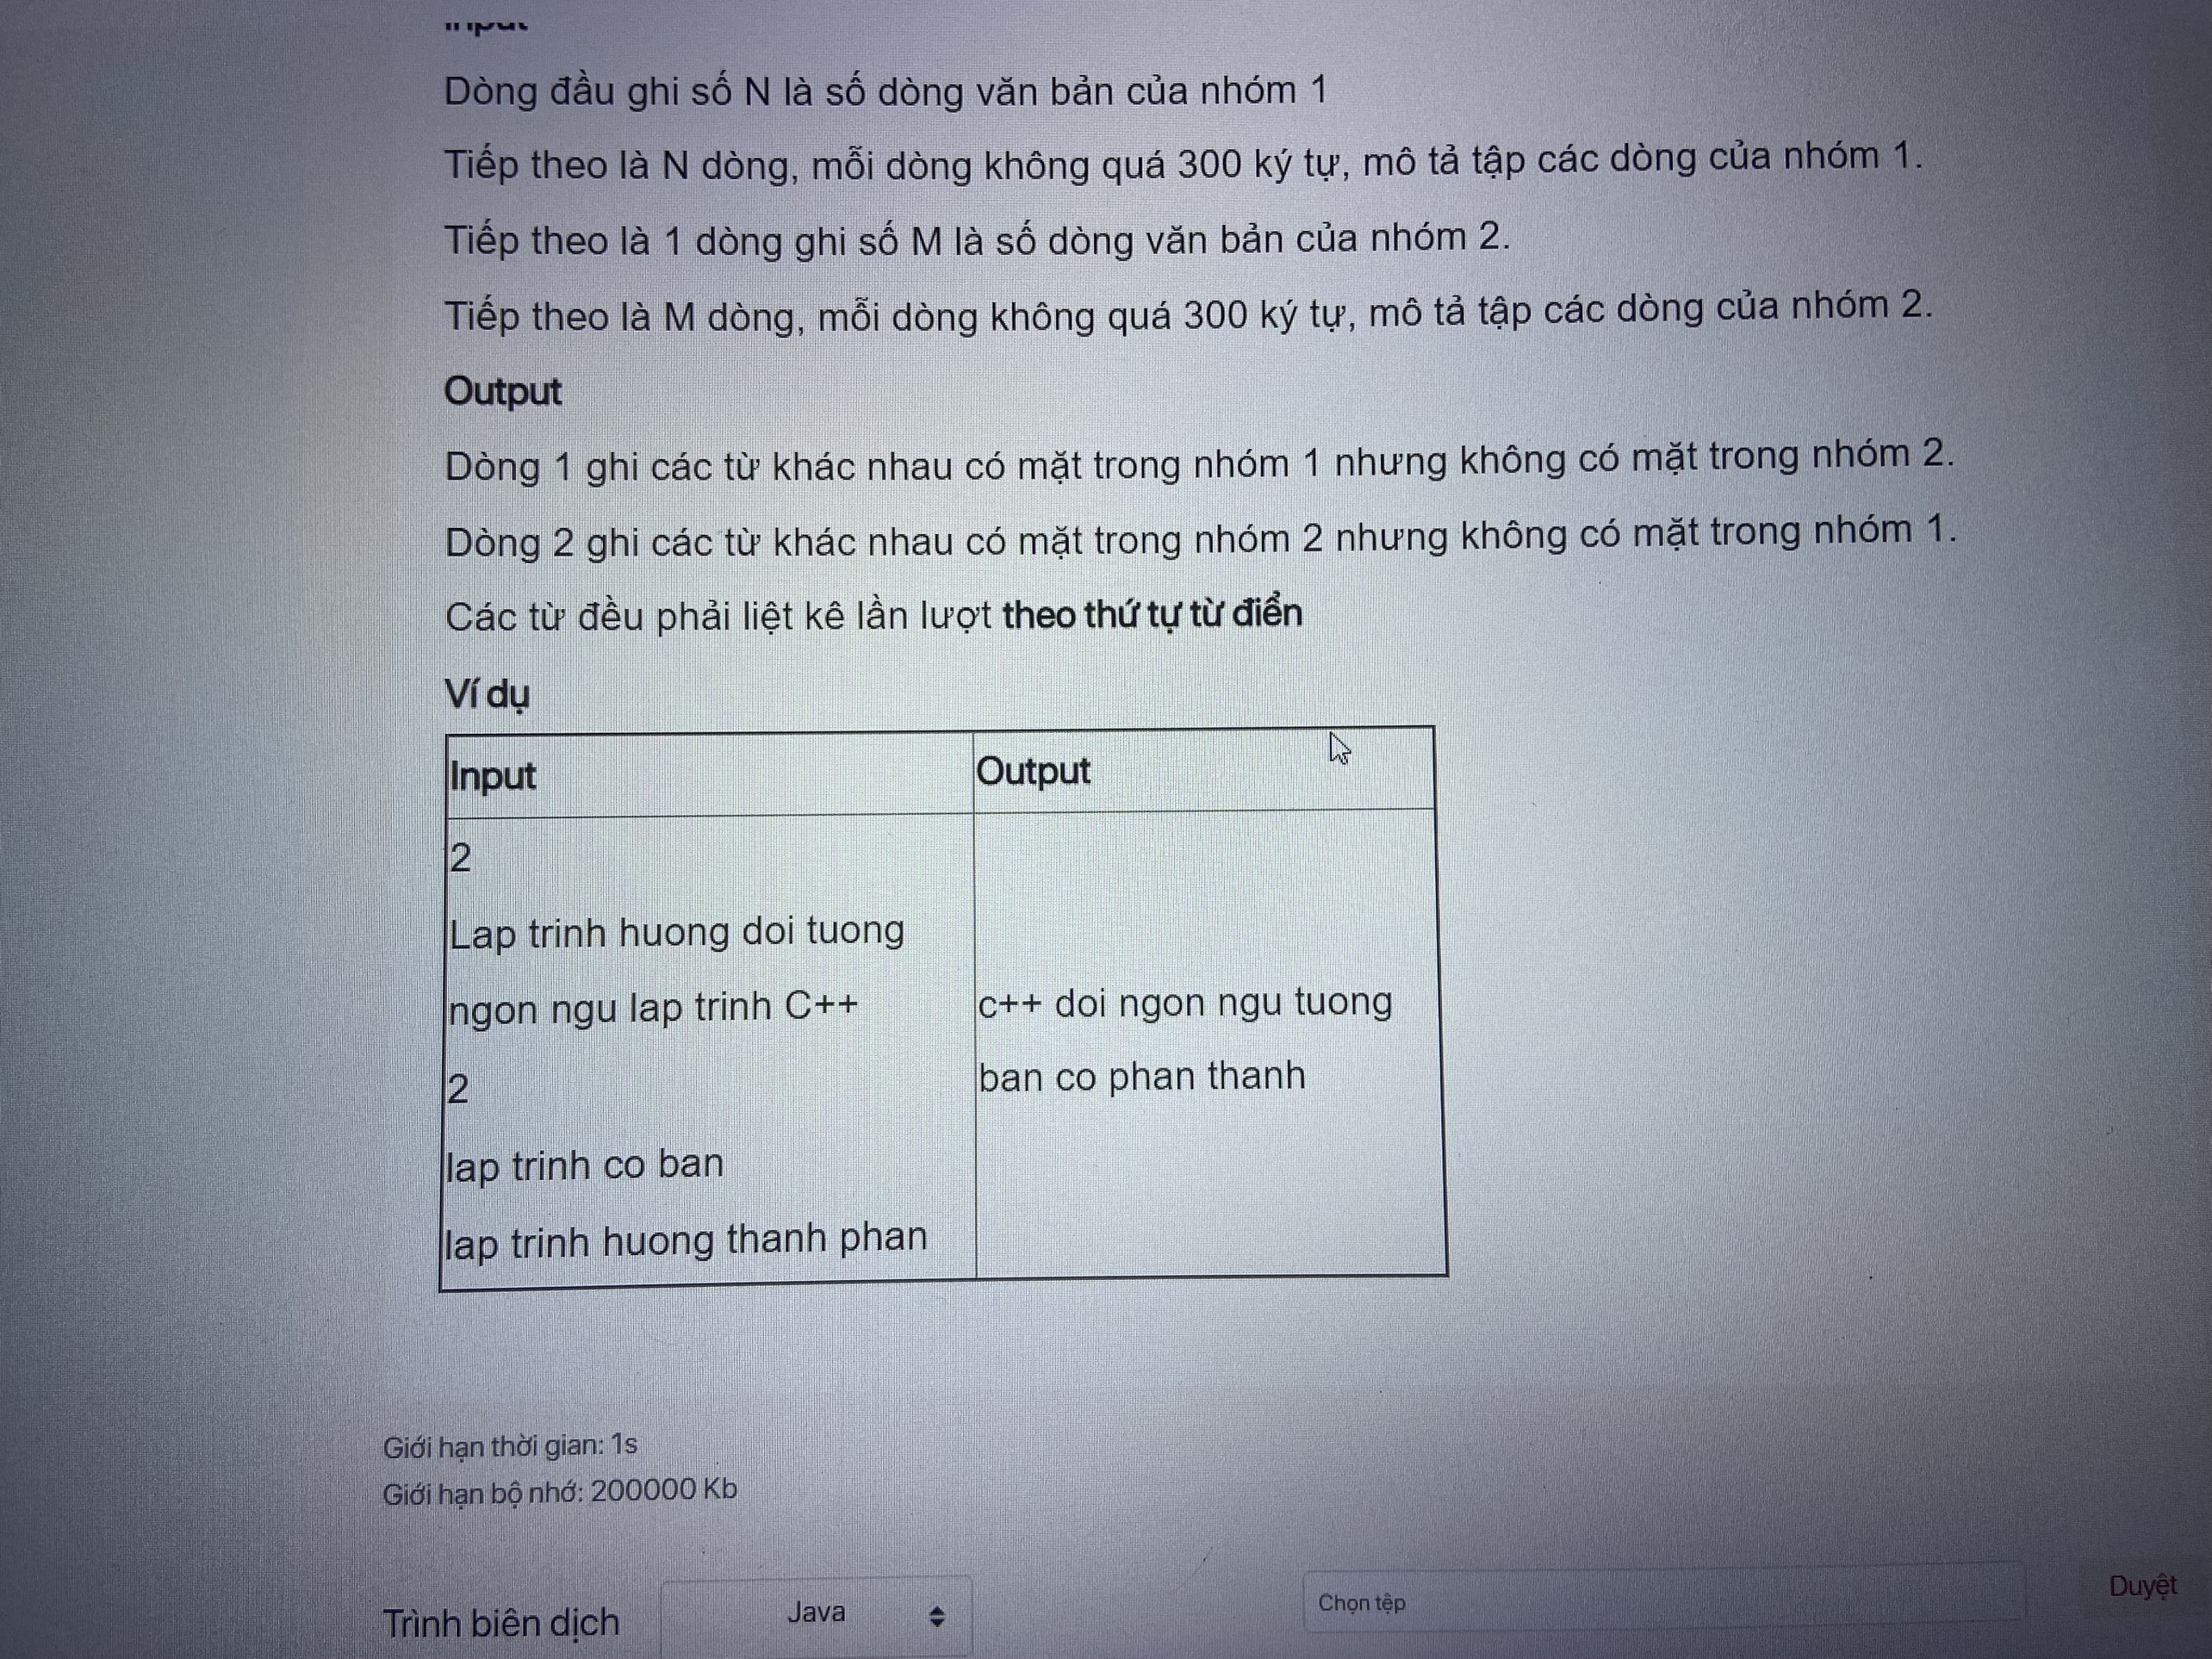 Input
Dòng đầu ghi số N là số dòng văn bản của nhóm 1
Tiếp theo là N dòng, mỗi dòng không quá 300 ký tự, mô tả tập các dòng của nhóm 1.
Tiếp theo là 1 dòng ghi số M là số dòng văn bản của nhóm 2.
Tiếp theo là M dòng, mỗi dòng không quá 300 ký tự, mô tả tập các dòng của nhóm 2.
Output
Dòng 1 ghi các từ khác nhau có mặt trong nhóm 1 nhưng không có mặt trong nhóm 2.
Dòng 2 ghi các từ khác nhau có mặt trong nhóm 2 nhưng không có mặt trong nhóm 1.
Các từ đều phải liệt kê lần lượt theo thứ tự từ điển
Ví dụ
Input Output
2
Lap trinh huong doi tuong
ngon ngu lap trinh C++
2
lap trinh co ban
lap trinh huong thanh phan
c++ doi ngon ngu tuong
ban co phan thanh
Giới hạn thời gian: 1s
Giới hạn bộ nhớ: 200000 Kb
Trình biên dịch Java Chọn tệp Duyệt